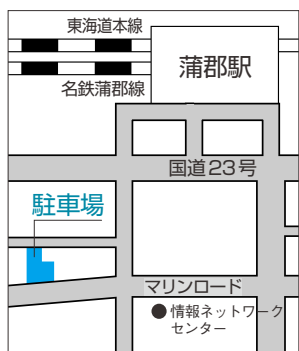 東海道本線
蒲郡駅
名鉄蒲郡線
国道23号
駐車場
マリンロード
情報ネットワーク
センター